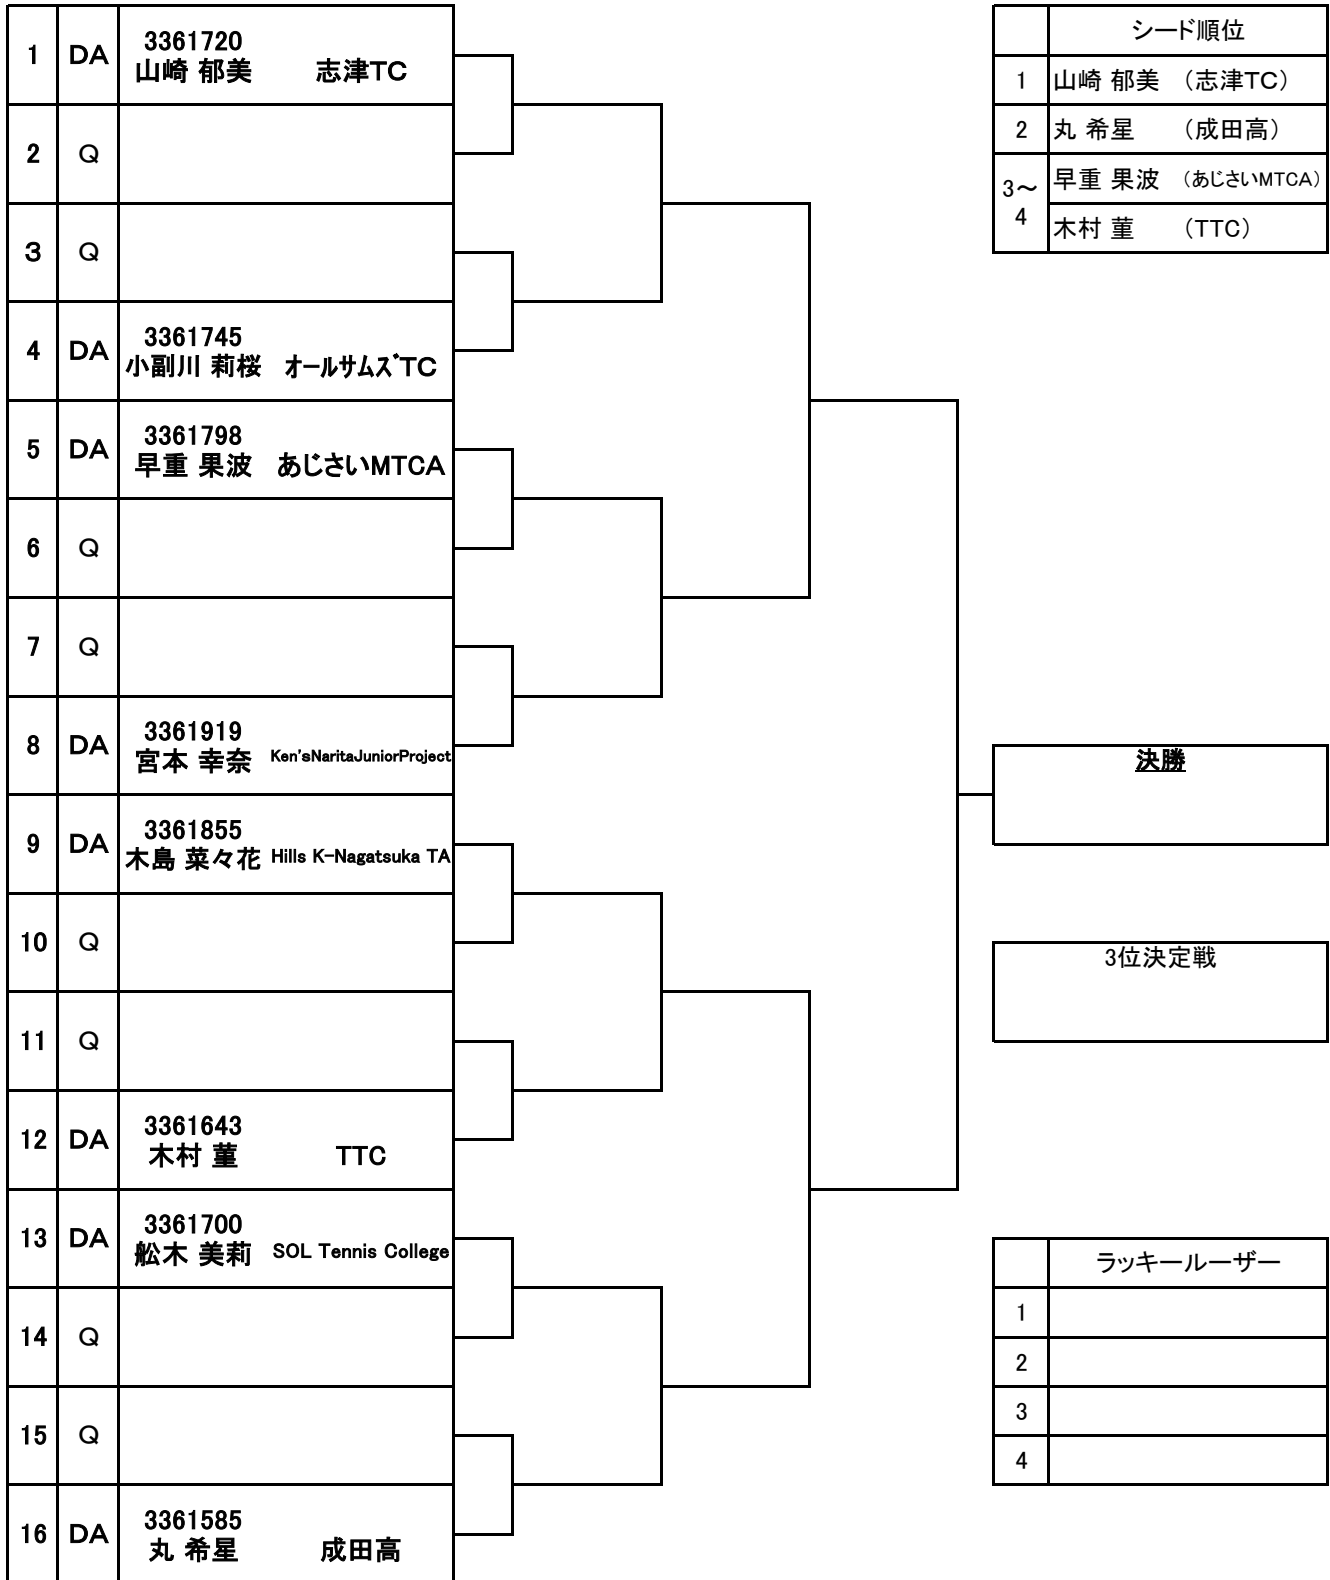 1 DA 3361720
山崎 郁美 志津TC
2 Q
3 Q
4 DA 3361745
小副川 莉桜 ｵｰﾙｻﾑｽﾞTC
5 DA 3361798
早重 果波 あじさいMTCA
6 Q
7 Q
8 DA 3361919
宮本 幸奈 Ken'sNaritaJuniorProject
9 DA 3361855
木島 菜々花 Hills K-Nagatsuka TA
10 Q
11 Q
12 DA 3361643
木村 菫 TTC
13 DA 3361700
舩木 美莉 SOL Tennis College
14 Q
15 Q
16 DA 3361585
丸 希星 成田高
シード順位
1 山崎 郁美 （志津TC）
2 丸 希星 （成田高）
3～4 早重 果波 （あじさいMTCA）
木村 菫 （TTC）
決勝
3位決定戦
ラッキールーザー
1
2
3
4